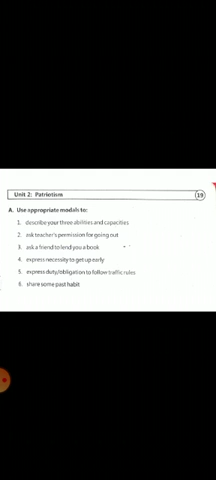 Unit 2: Patriotism 19
A. Use appropriate modals to:
1. describe your three abilities and capacities
2. ask teacher's permission for going out
3. ask a friend to lend you a book
4. express necessity to get up early
5. express duty/obligation to follow traffic rules
6. share some past habit